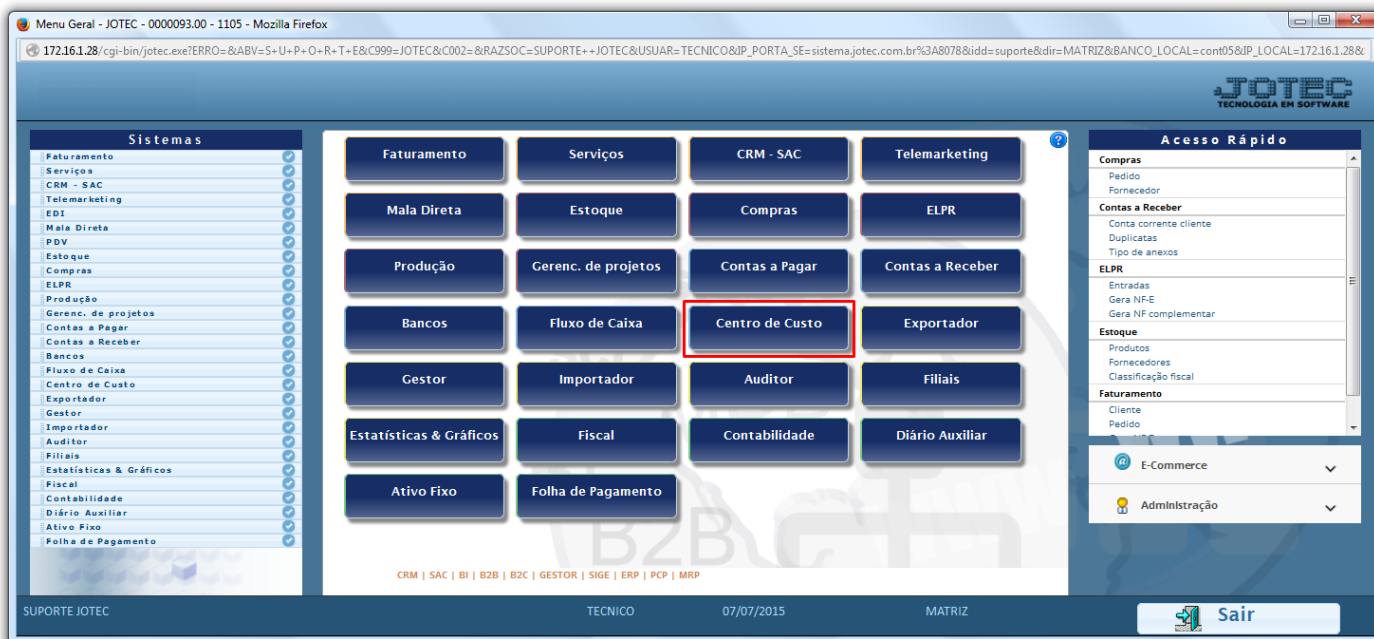 Menu Geral - JOTEC - 0000093.00 - 1105 - Mozilla Firefox
172.16.1.28/cgi-bin/jotec.exe?ERRO=&ABV=S+U+P+O+R+T+E&C999=JOTEC&C002=&RAZSOC=SUPORTE++JOTEC&USUAR=TECNICO&IP_PORTA_SE=sistema.jotec.com.br%3A8078&idd=suporte&dir=MATRIZ&BANCO_LOCAL=cont05&IP_LOCAL=172.16.1.28&
JOTEC
TECNOLOGIA EM SOFTWARE
Sistemas
Faturamento
Serviços
CRM - SAC
Telemarketing
EDI
Mala Direta
PDV
Estoque
Compras
ELPR
Produção
Gerenc. de projetos
Contas a Pagar
Contas a Receber
Bancos
Fluxo de Caixa
Centro de Custo
Exportador
Gestor
Importador
Auditor
Filiais
Estatísticas & Gráficos
Fiscal
Contabilidade
Diário Auxiliar
Ativo Fixo
Folha de Pagamento
Faturamento Serviços CRM - SAC Telemarketing
Mala Direta Estoque Compras ELPR
Produção Gerenc. de projetos Contas a Pagar Contas a Receber
Bancos Fluxo de Caixa Centro de Custo Exportador
Gestor Importador Auditor Filiais
Estatísticas & Gráficos Fiscal Contabilidade Diário Auxiliar
Ativo Fixo Folha de Pagamento
B2B
CRM | SAC | BI | B2B | B2C | GESTOR | SIGE | ERP | PCP | MRP
?
Acesso Rápido
Compras
Pedido
Fornecedor
Contas a Receber
Conta corrente cliente
Duplicatas
Tipo de anexos
ELPR
Entradas
Gera NF-E
Gera NF complementar
Estoque
Produtos
Fornecedores
Classificação fiscal
Faturamento
Cliente
Pedido
@ E-Commerce
Administração
SUPORTE JOTEC TECNICO 07/07/2015 MATRIZ Sair